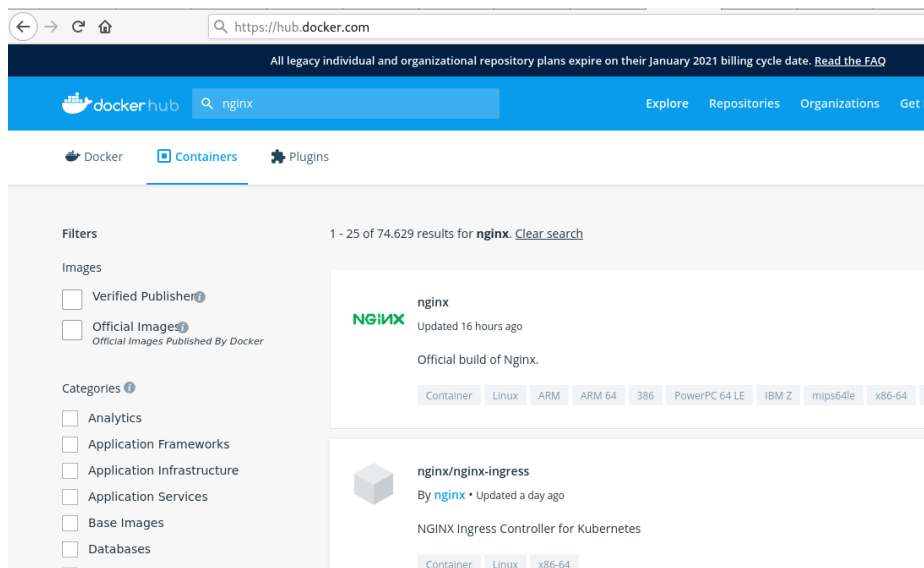 https://hub.docker.com
All legacy individual and organizational repository plans expire on their January 2021 billing cycle date. Read the FAQ
dockerhub
nginx
Explore
Repositories
Organizations
Get
Docker
Containers
Plugins
Filters
Images
Verified Publisher
Official Images
Official Images Published By Docker
Categories
Analytics
Application Frameworks
Application Infrastructure
Application Services
Base Images
Databases
1 - 25 of 74.629 results for nginx. Clear search
NGINX
nginx
Updated 16 hours ago
Official build of Nginx.
Container Linux ARM ARM 64 386 PowerPC 64 LE IBM Z mips64le x86-64
nginx/nginx-ingress
By nginx • Updated a day ago
NGINX Ingress Controller for Kubernetes
Container Linux x86-64